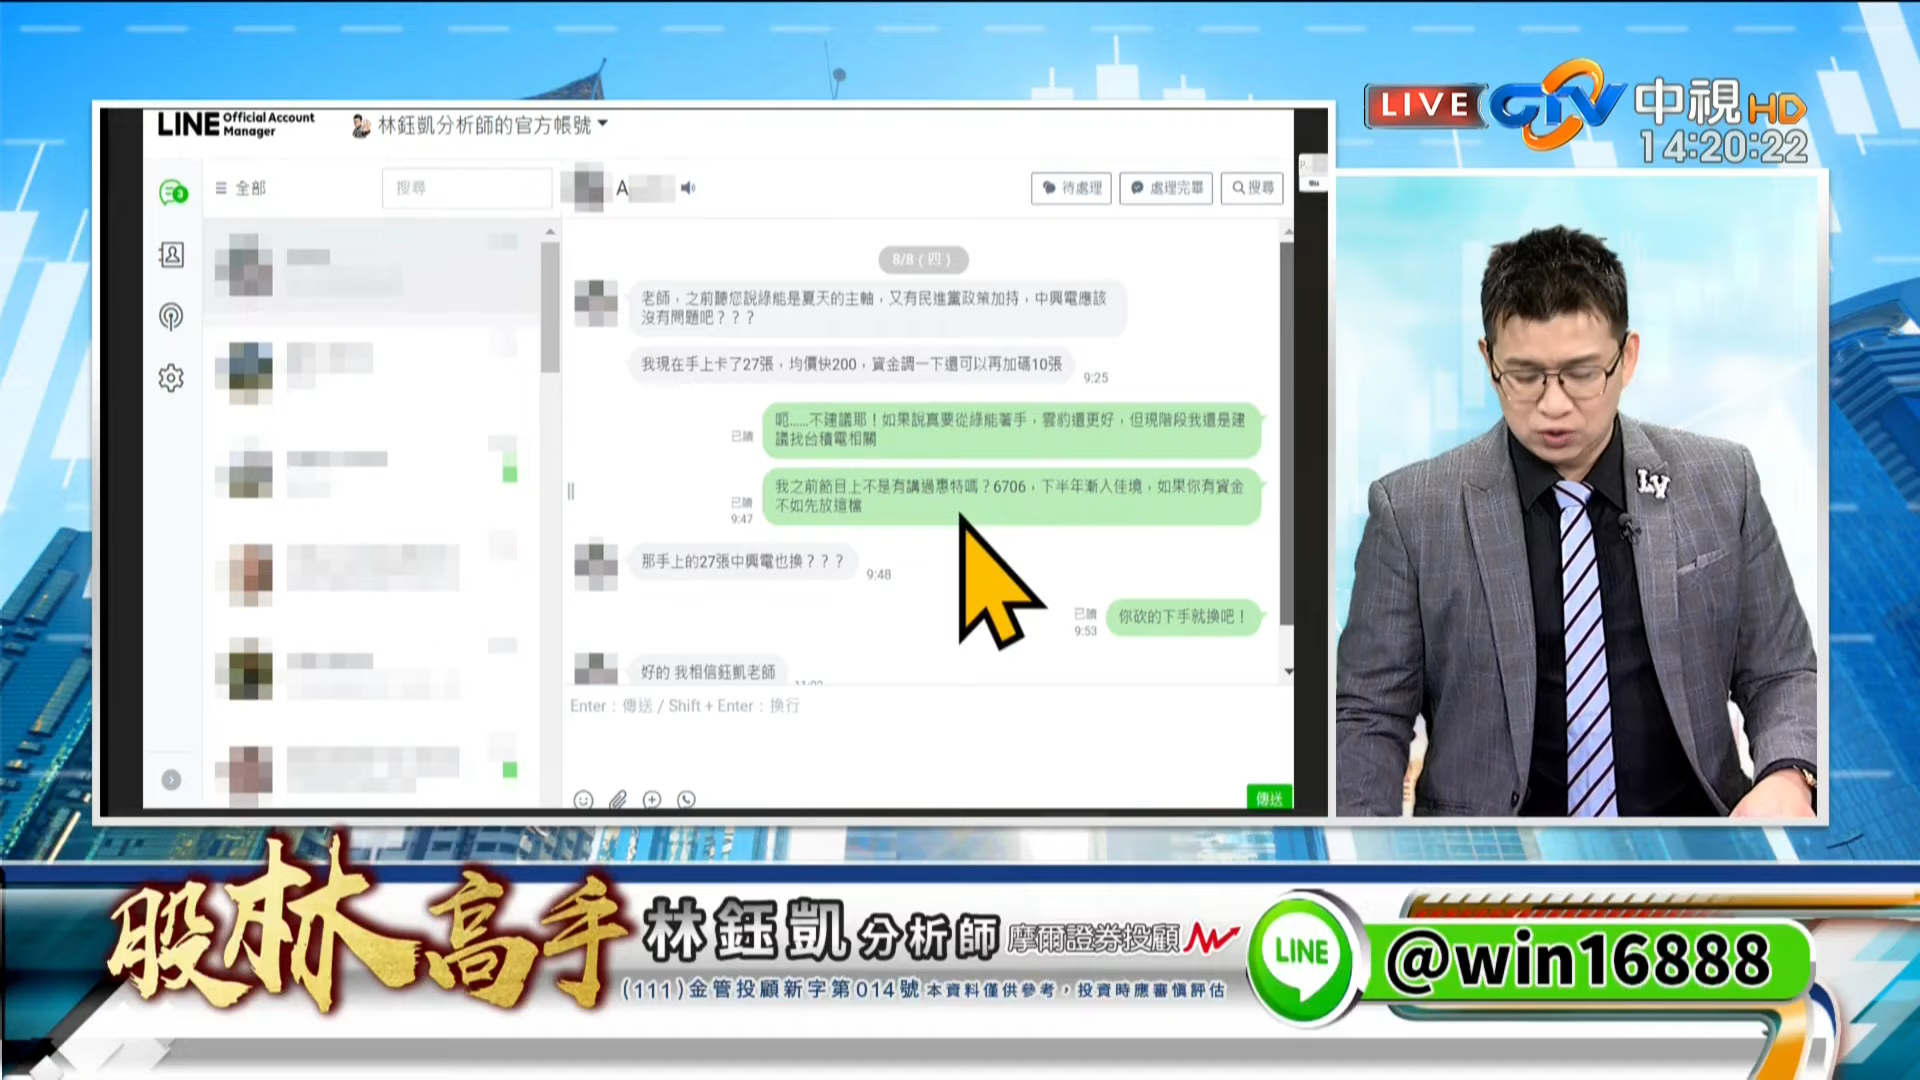 LIVE
CTV 中視 HD
14:20:22
LINE Official Account Manager
林鈺凱分析師的官方帳號
全部
搜尋
A
待處理
處理完畢
搜尋
8/8 ( 四 )
老師，之前聽您說綠能是夏天的主軸，又有民進黨政策加持，中興電應該
沒有問題吧？？？
我現在手上卡了27張，均價快200，資金調一下還可以再加碼10張
9:25
呃......不建議耶！如果說真要從綠能著手，雲豹還更好，但現階段我還是建
議找台積電相關
已讀
我之前節目上不是有講過惠特嗎？6706，下半年漸入佳境，如果你有資金
不如先放這檔
已讀
9:47
那手上的27張中興電也換？？？
9:48
你砍的下手就換吧！
已讀
9:53
好的 我相信鈺凱老師
Enter：傳送 / Shift + Enter：換行
傳送
LV
股林高手
林鈺凱 分析師 摩爾證券投顧
(111)金管投顧新字第014號 本資料僅供參考，投資時應審慎評估
LINE
@win16888